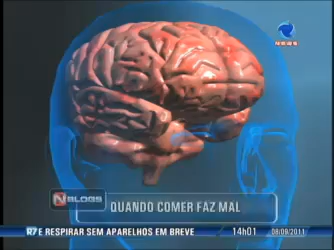 NEWS
N BLOGS
QUANDO COMER FAZ MAL
R7 E RESPIRAR SEM APARELHOS EM BREVE 14h01 08/09/2011